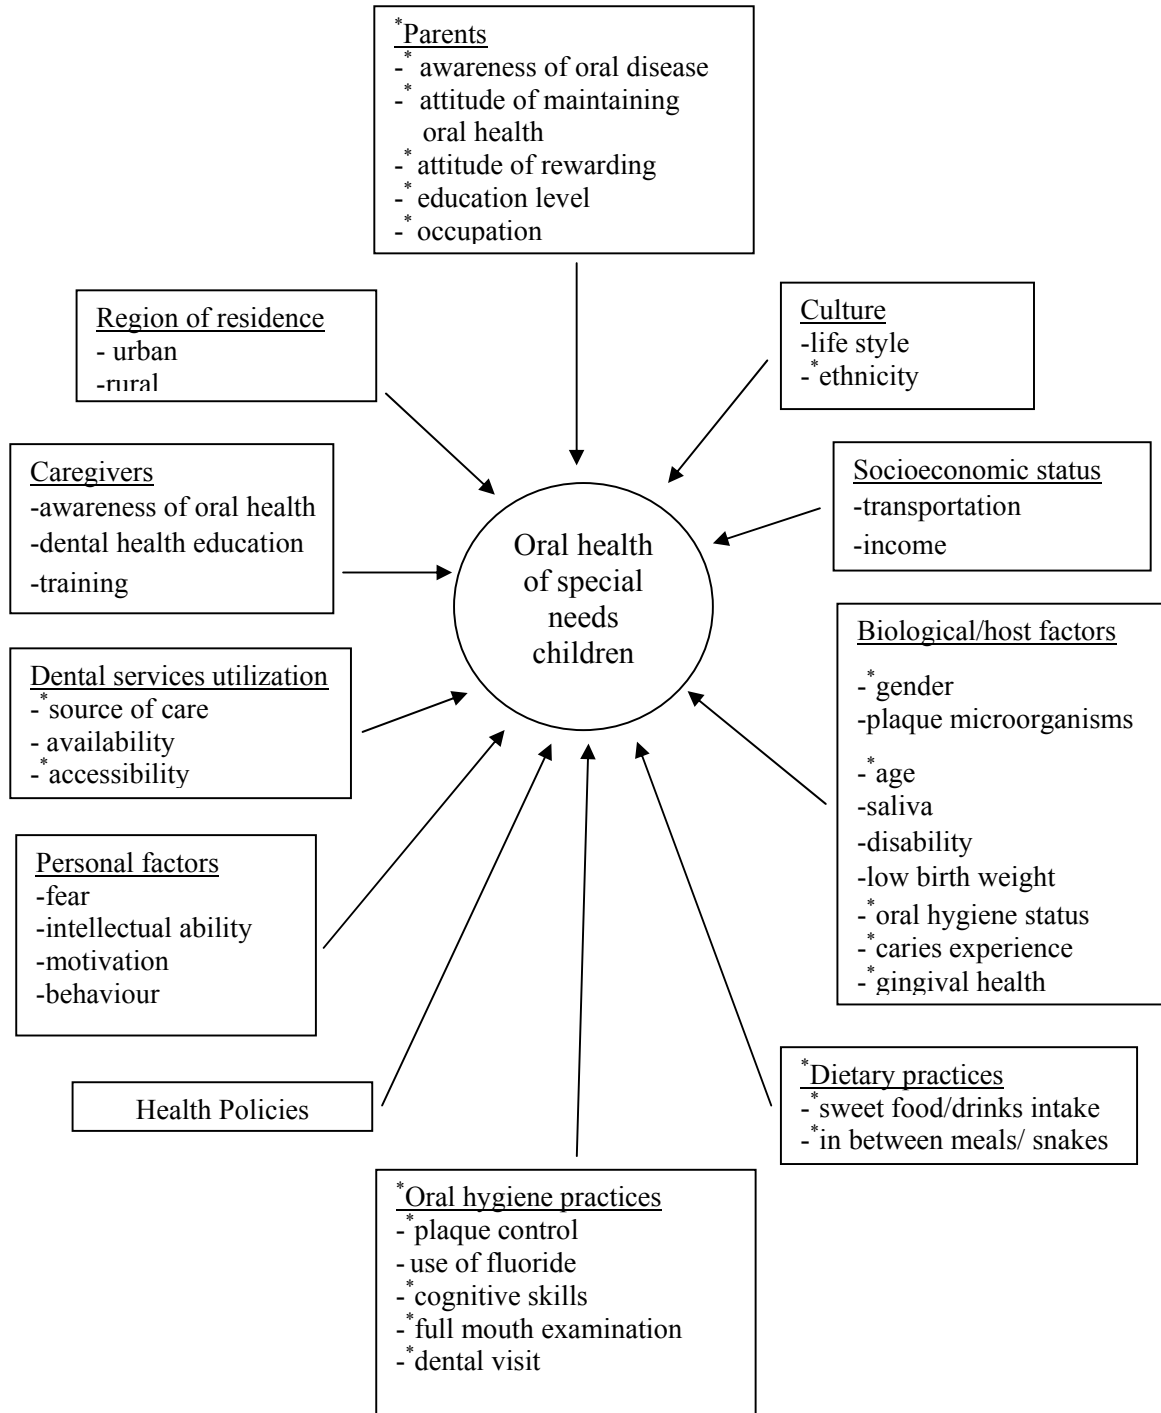 *Parents
-* awareness of oral disease
-* attitude of maintaining
oral health
-* attitude of rewarding
-* education level
-* occupation
Region of residence
- urban
-rural
Culture
-life style
-*ethnicity
Caregivers
-awareness of oral health
-dental health education
-training
Socioeconomic status
-transportation
-income
Oral health
of special
needs
children
Dental services utilization
-*source of care
- availability
-*accessibility
Biological/host factors
-*gender
-plaque microorganisms
-*age
-saliva
-disability
-low birth weight
-*oral hygiene status
-*caries experience
-*gingival health
Personal factors
-fear
-intellectual ability
-motivation
-behaviour
Health Policies
*Dietary practices
-*sweet food/drinks intake
-*in between meals/ snakes
*Oral hygiene practices
-*plaque control
- use of fluoride
-*cognitive skills
-*full mouth examination
-*dental visit